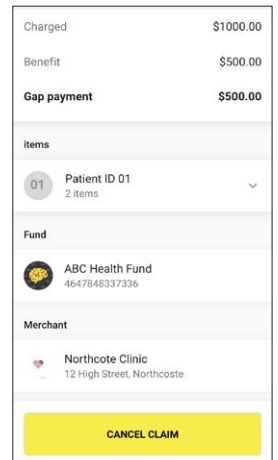 Charged $1000.00
Benefit $500.00
Gap payment $500.00
items
01 Patient ID 01
2 items
Fund
ABC Health Fund
4647848337336
Merchant
Northcote Clinic
12 High Street, Northcoste
CANCEL CLAIM